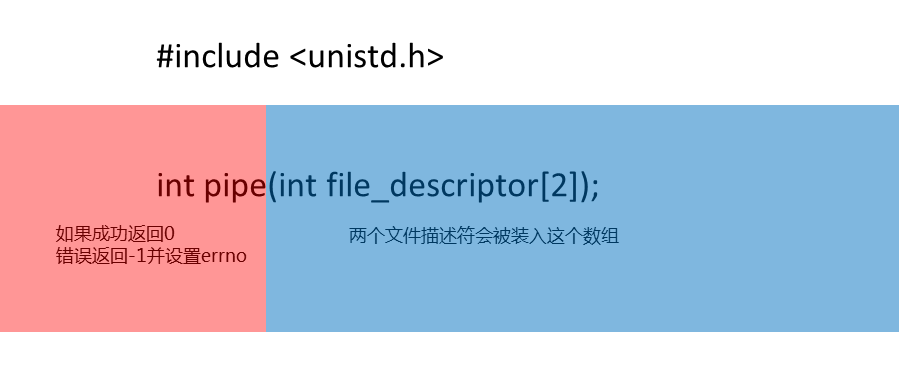 #include <unistd.h>
int pipe(int file_descriptor[2]);
如果成功返回0
错误返回-1并设置errno
两个文件描述符会被装入这个数组